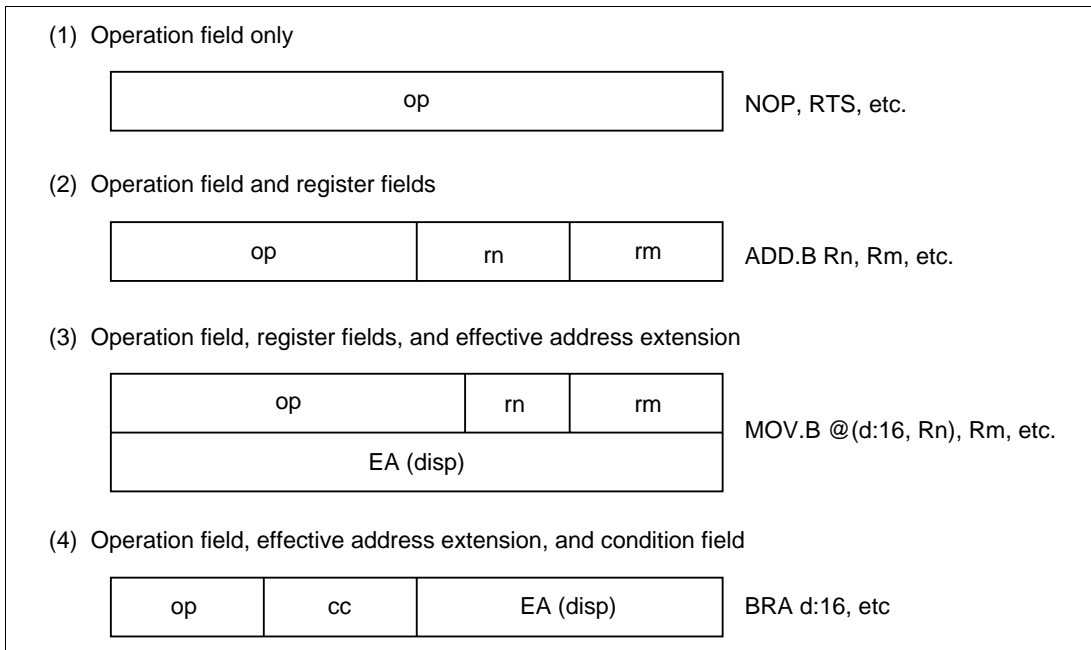 (1) Operation field only
op
NOP, RTS, etc.
(2) Operation field and register fields
op rn rm
ADD.B Rn, Rm, etc.
(3) Operation field, register fields, and effective address extension
op rn rm
EA (disp)
MOV.B @(d:16, Rn), Rm, etc.
(4) Operation field, effective address extension, and condition field
op cc EA (disp)
BRA d:16, etc